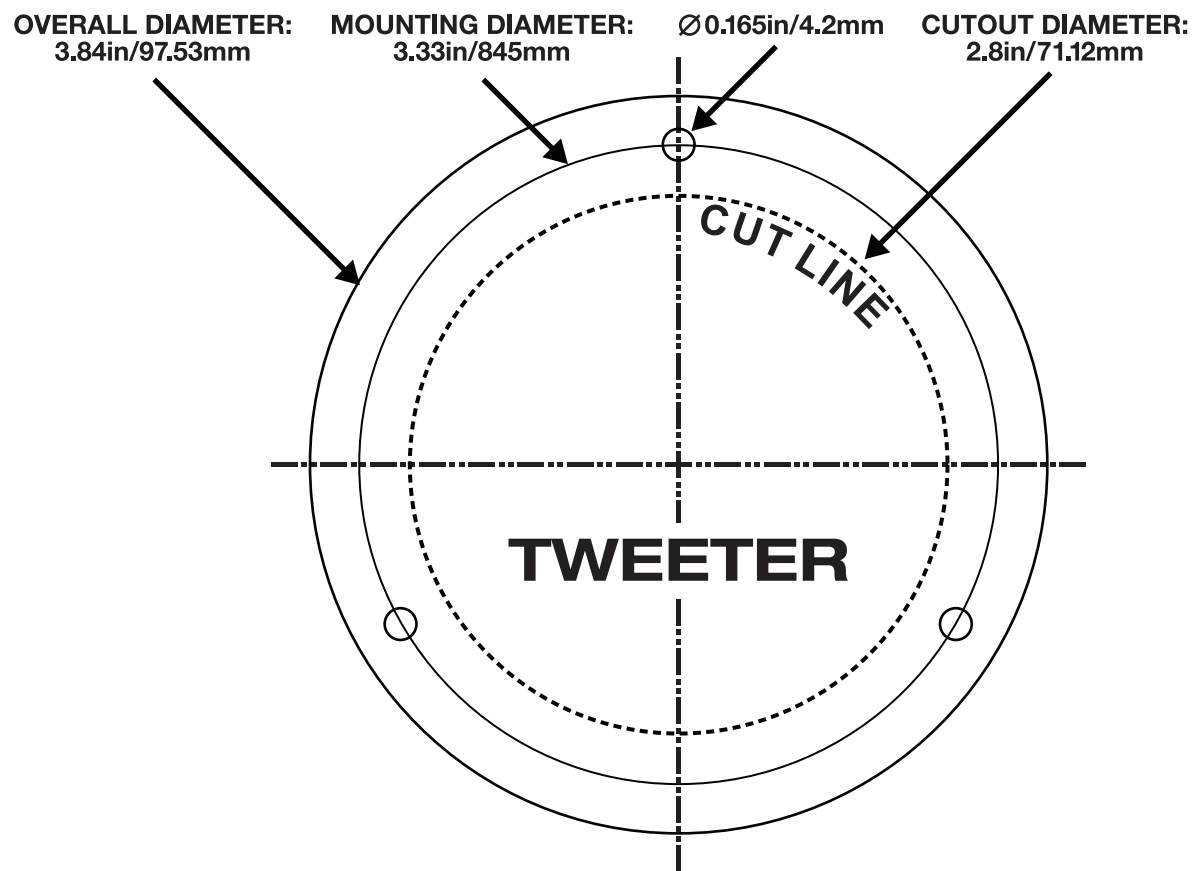 OVERALL DIAMETER:
3.84in/97.53mm
MOUNTING DIAMETER:
3.33in/845mm
Ø0.165in/4.2mm
CUTOUT DIAMETER:
2.8in/71.12mm
CUT LINE
TWEETER